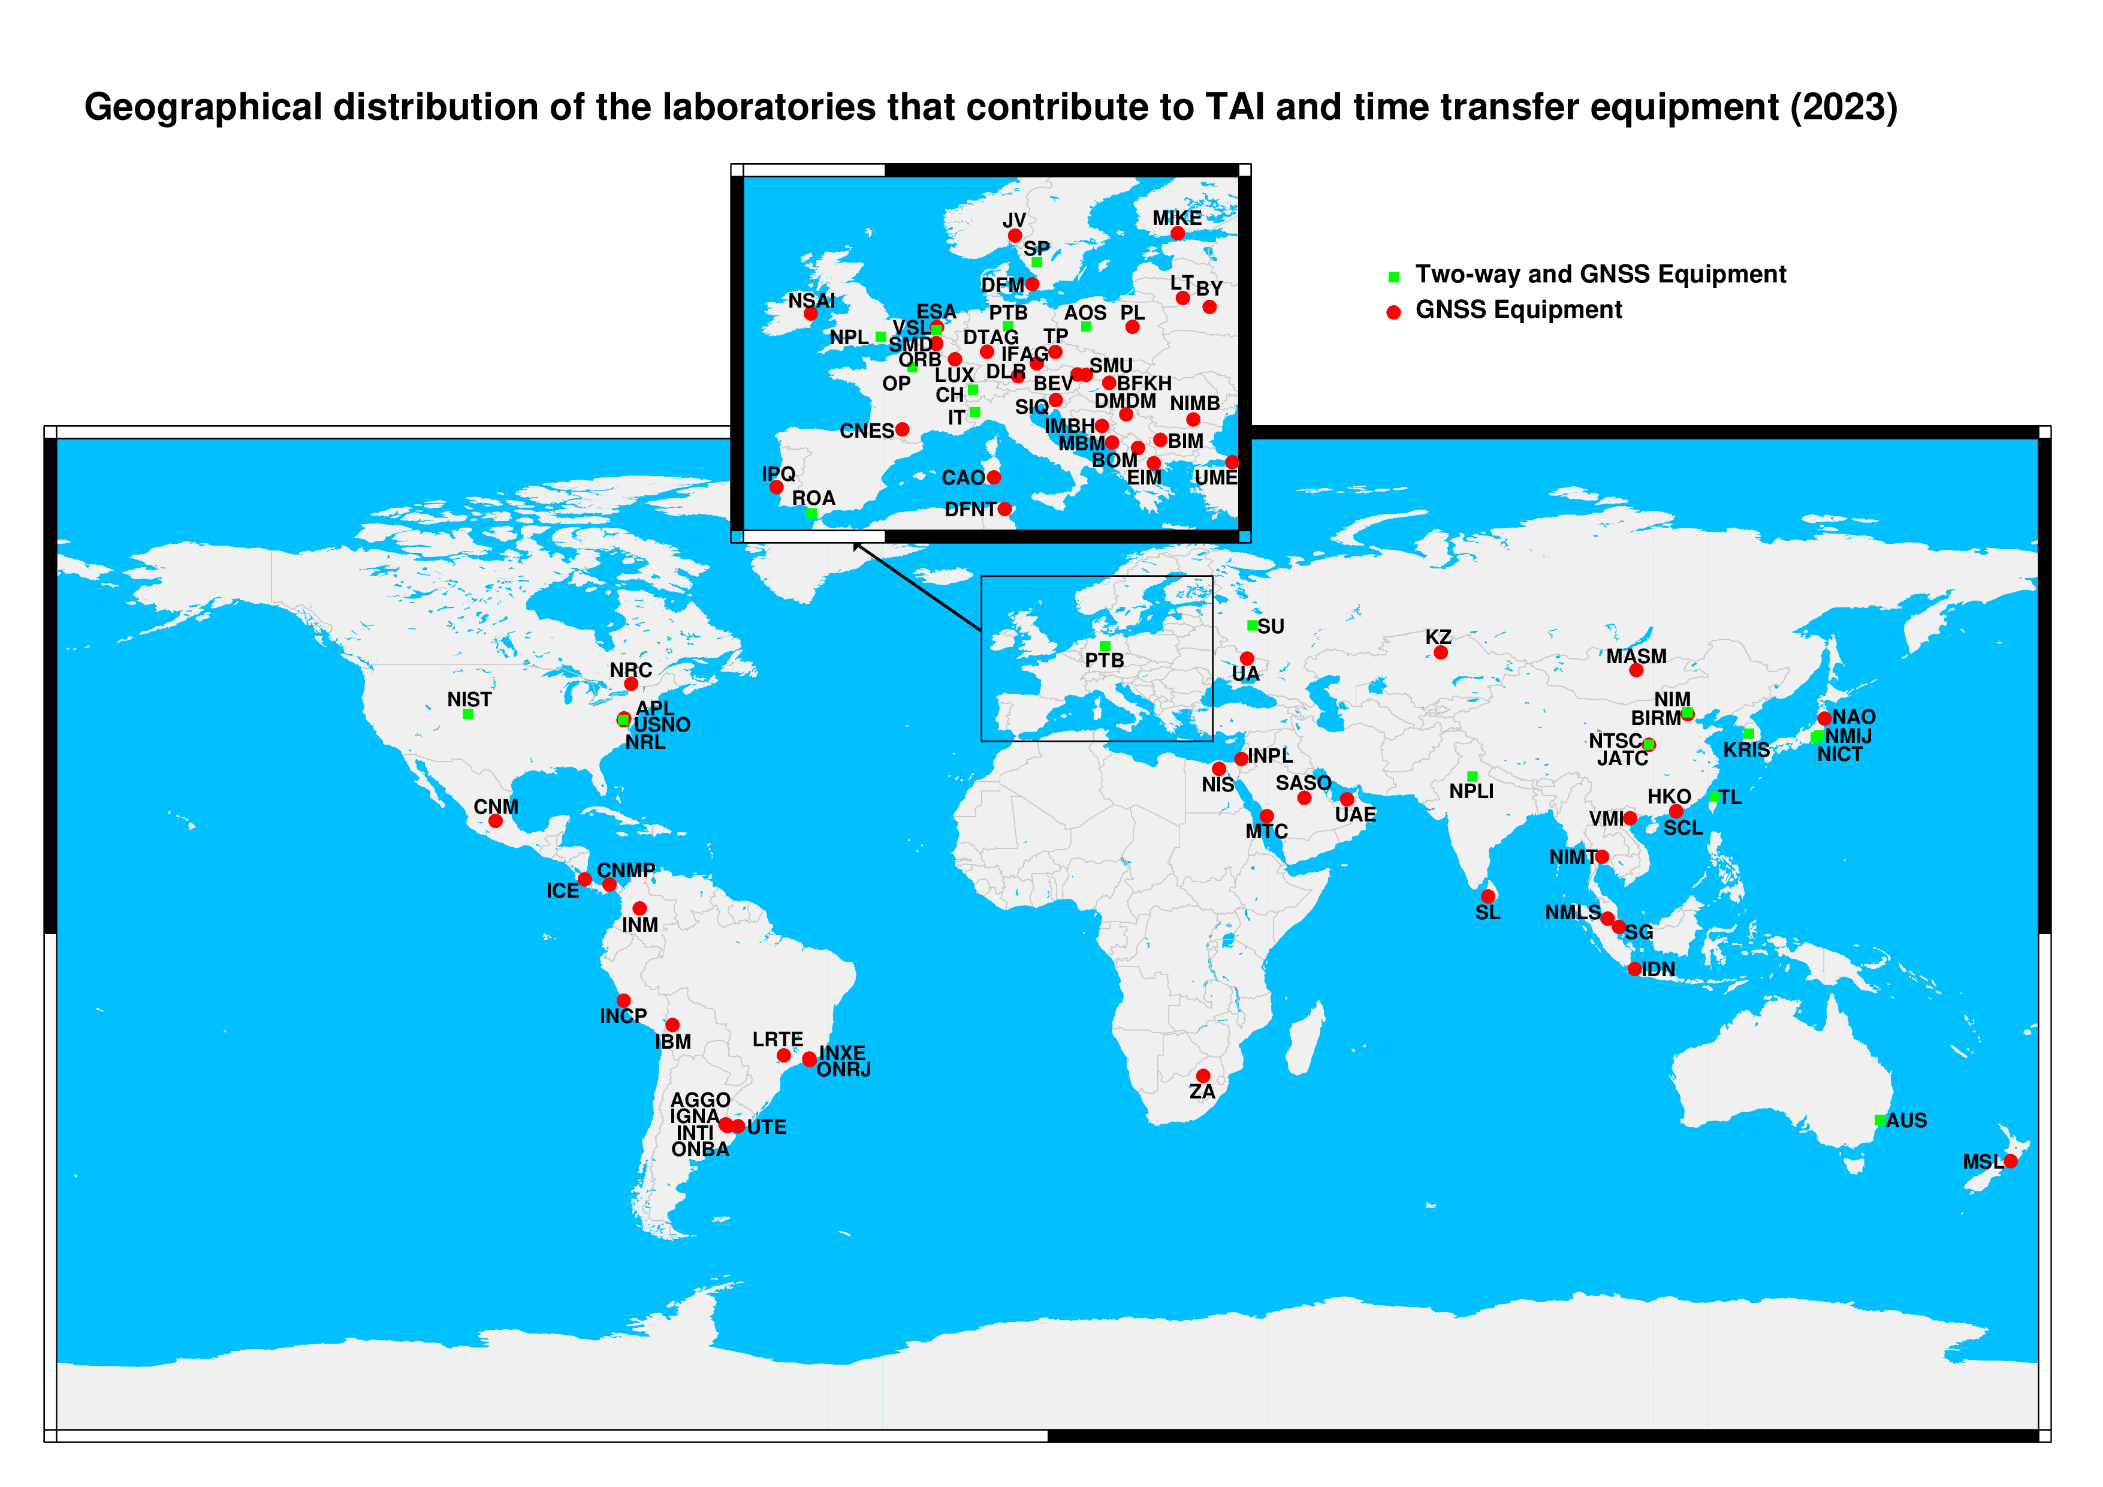 Geographical distribution of the laboratories that contribute to TAI and time transfer equipment (2023)
Two-way and GNSS Equipment
GNSS Equipment
JV
MIKE
SP
DFM
LT
BY
NSAI
ESA
PTB
AOS
PL
VSL
NPL
SMD
DTAG
TP
ORB
IFAG
OP
LUX
DLR
SMU
CH
BEV
BFKH
IT
SIQ
DMDM
NIMB
CNES
IMBH
MBM
BIM
BOM
IPQ
CAO
EIM
UME
ROA
DFNT
SU
PTB
UA
KZ
MASM
NRC
NIST
APL
USNO
NRL
NIM
BIRM
NAO
NMIJ
NICT
KRIS
NTSC
JATC
INPL
NIS
SASO
UAE
MTC
NPLI
HKO
TL
SCL
VMI
CNM
NIMT
CNMP
ICE
INM
SL
NMLS
SG
IDN
INCP
IBM
LRTE
INXE
ONRJ
ZA
AGGO
IGNA
INTI
ONBA
UTE
AUS
MSL